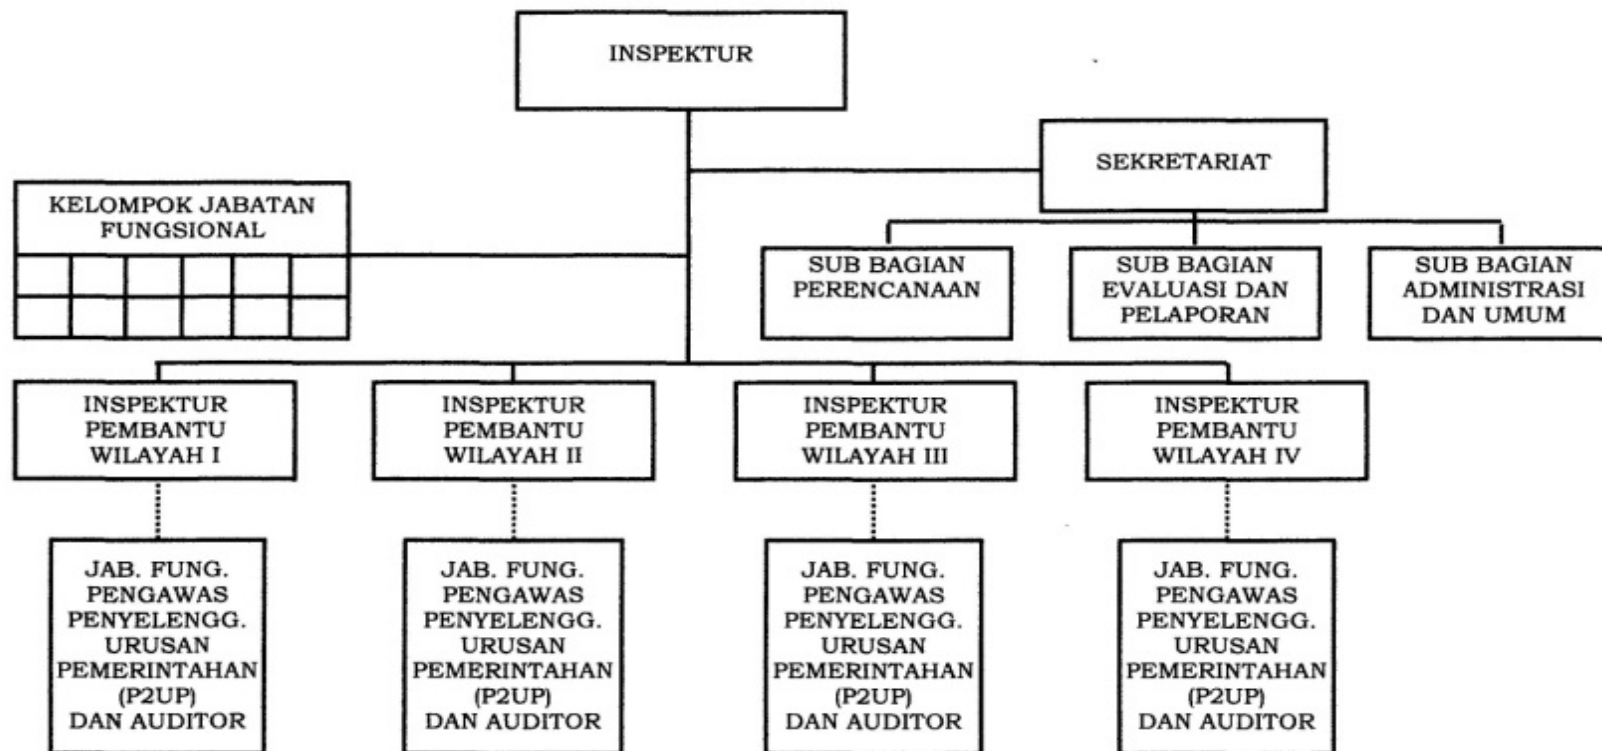 INSPEKTUR
SEKRETARIAT
KELOMPOK JABATAN
FUNGSIONAL
SUB BAGIAN
PERENCANAAN
SUB BAGIAN
EVALUASI DAN
PELAPORAN
SUB BAGIAN
ADMINISTRASI
DAN UMUM
INSPEKTUR
PEMBANTU
WILAYAH I
INSPEKTUR
PEMBANTU
WILAYAH II
INSPEKTUR
PEMBANTU
WILAYAH III
INSPEKTUR
PEMBANTU
WILAYAH IV
JAB. FUNG.
PENGAWAS
PENYELENGG.
URUSAN
PEMERINTAHAN
(P2UP)
DAN AUDITOR
JAB. FUNG.
PENGAWAS
PENYELENGG.
URUSAN
PEMERINTAHAN
(P2UP)
DAN AUDITOR
JAB. FUNG.
PENGAWAS
PENYELENGG.
URUSAN
PEMERINTAHAN
(P2UP)
DAN AUDITOR
JAB. FUNG.
PENGAWAS
PENYELENGG.
URUSAN
PEMERINTAHAN
(P2UP)
DAN AUDITOR